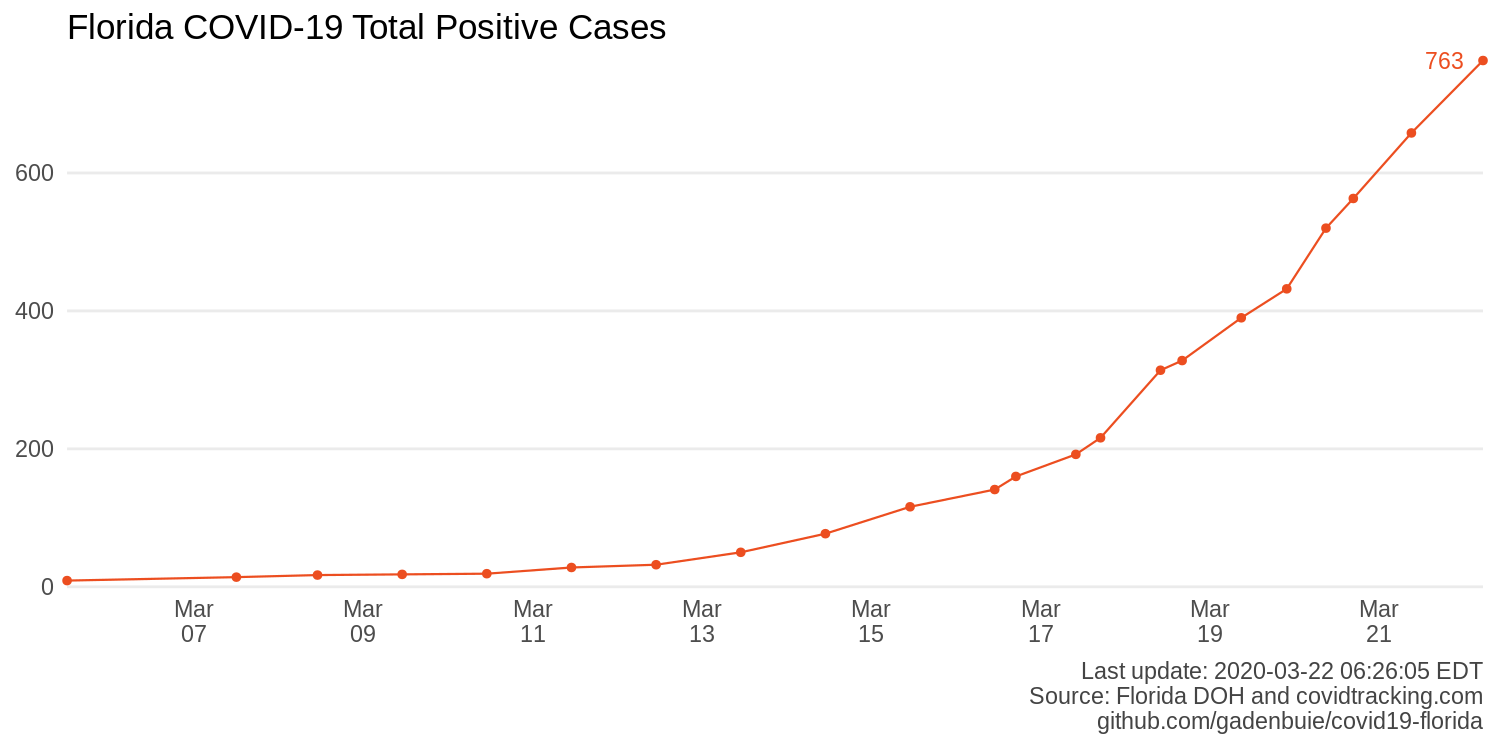 Florida COVID-19 Total Positive Cases
763
600
400
200
0
Mar Mar Mar Mar Mar Mar Mar Mar
07 09 11 13 15 17 19 21
Last update: 2020-03-22 06:26:05 EDT
Source: Florida DOH and covidtracking.com
github.com/gadenbuie/covid19-florida